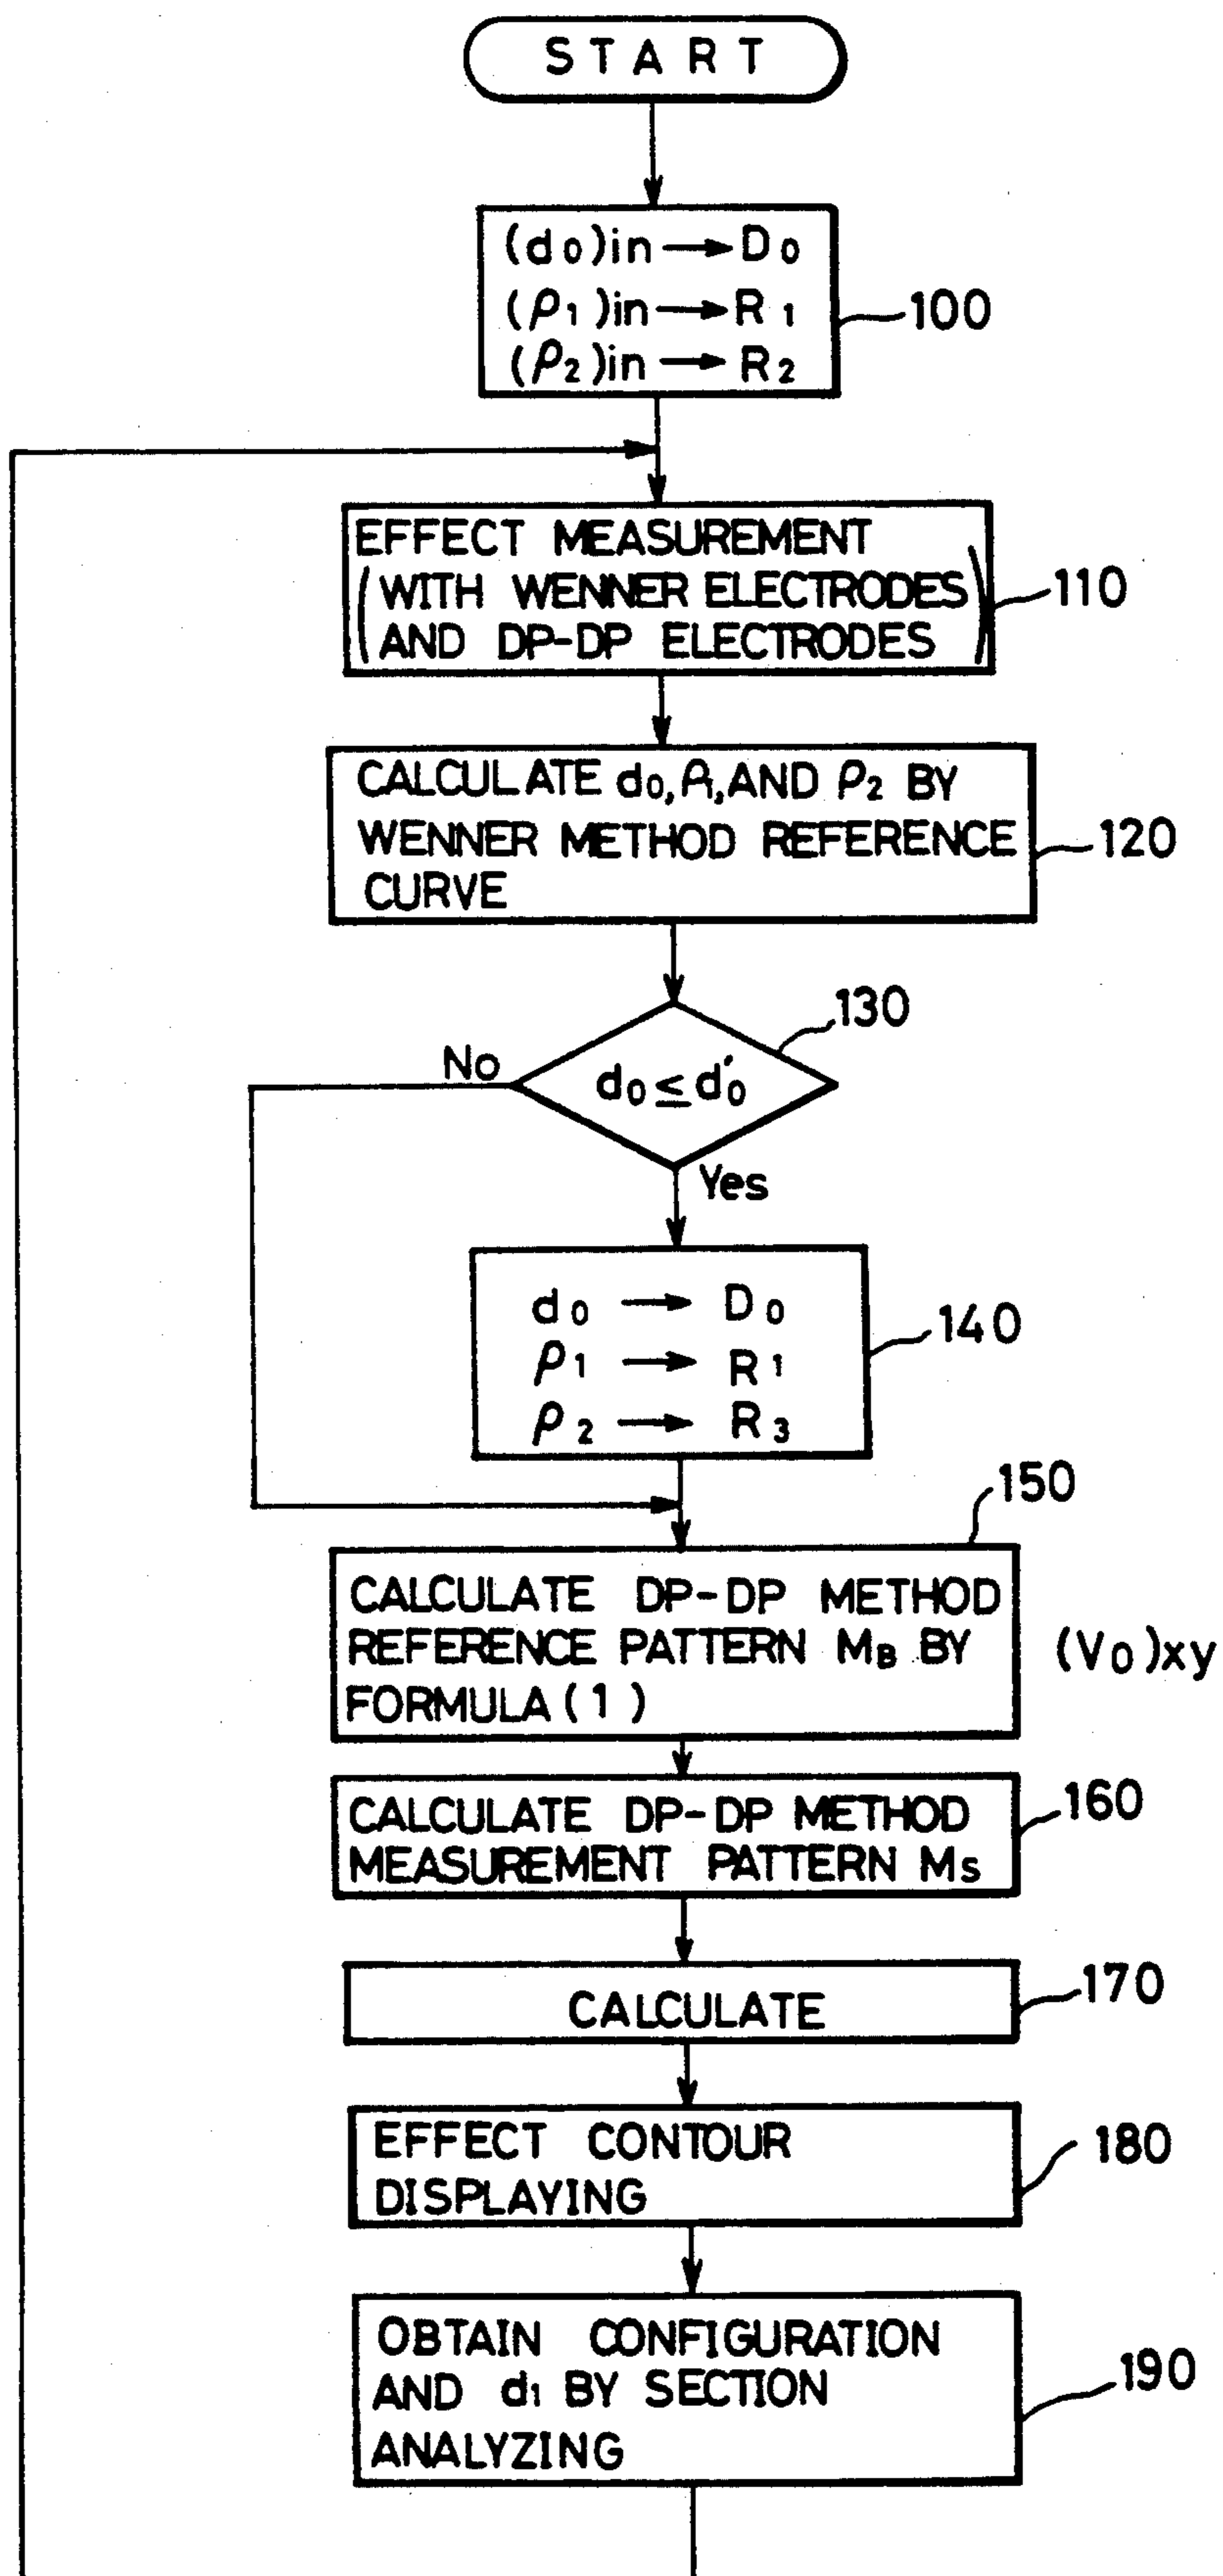 START
(d0)in → D0
(ρ1)in → R1
(ρ2)in → R2
100
EFFECT MEASUREMENT
(WITH WENNER ELECTRODES
AND DP-DP ELECTRODES)
110
CALCULATE d0, ρ1, AND ρ2 BY
WENNER METHOD REFERENCE
CURVE
120
130
No
d0 ≤ d'0
Yes
d0 → D0
ρ1 → R1
ρ2 → R3
140
150
CALCULATE DP-DP METHOD
REFERENCE PATTERN MB BY
FORMULA (1)
(V0)xy
CALCULATE DP-DP METHOD
MEASUREMENT PATTERN MS
160
CALCULATE
170
EFFECT CONTOUR
DISPLAYING
180
OBTAIN CONFIGURATION
AND d1 BY SECTION
ANALYZING
190